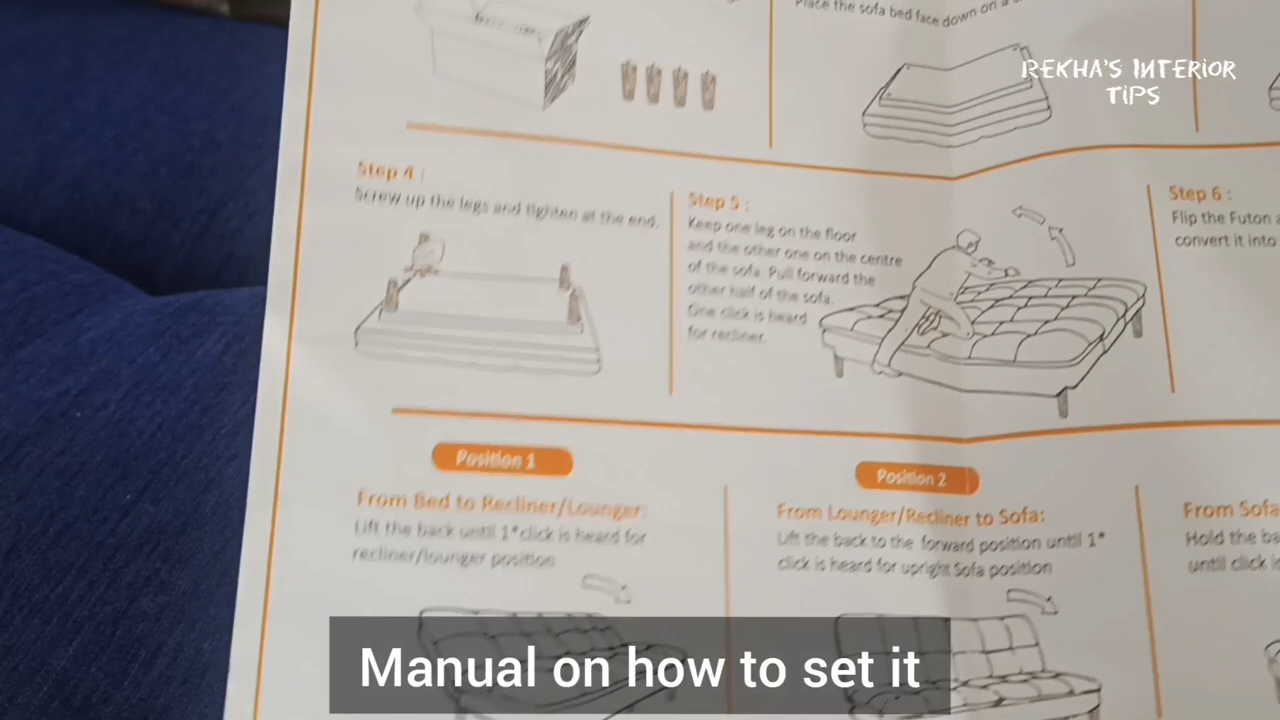 Place the sofa bed face down on a
REKHA'S INTERIOR
TIPS
Step 4 :
Screw up the legs and tighten at the end.
Step 5 :
Keep one leg on the floor
and the other one on the centre
of the sofa. Pull forward the
other half of the sofa.
One click is heard
for recliner.
Step 6 :
Flip the Futon
convert it into
Position 1
From Bed to Recliner/Lounger:
Lift the back until 1* click is heard for
recliner/lounger position
Position 2
From Lounger/Recliner to Sofa:
Lift the back to the forward position until 1*
click is heard for upright Sofa position
From Sofa
Hold the ba
until click
Manual on how to set it